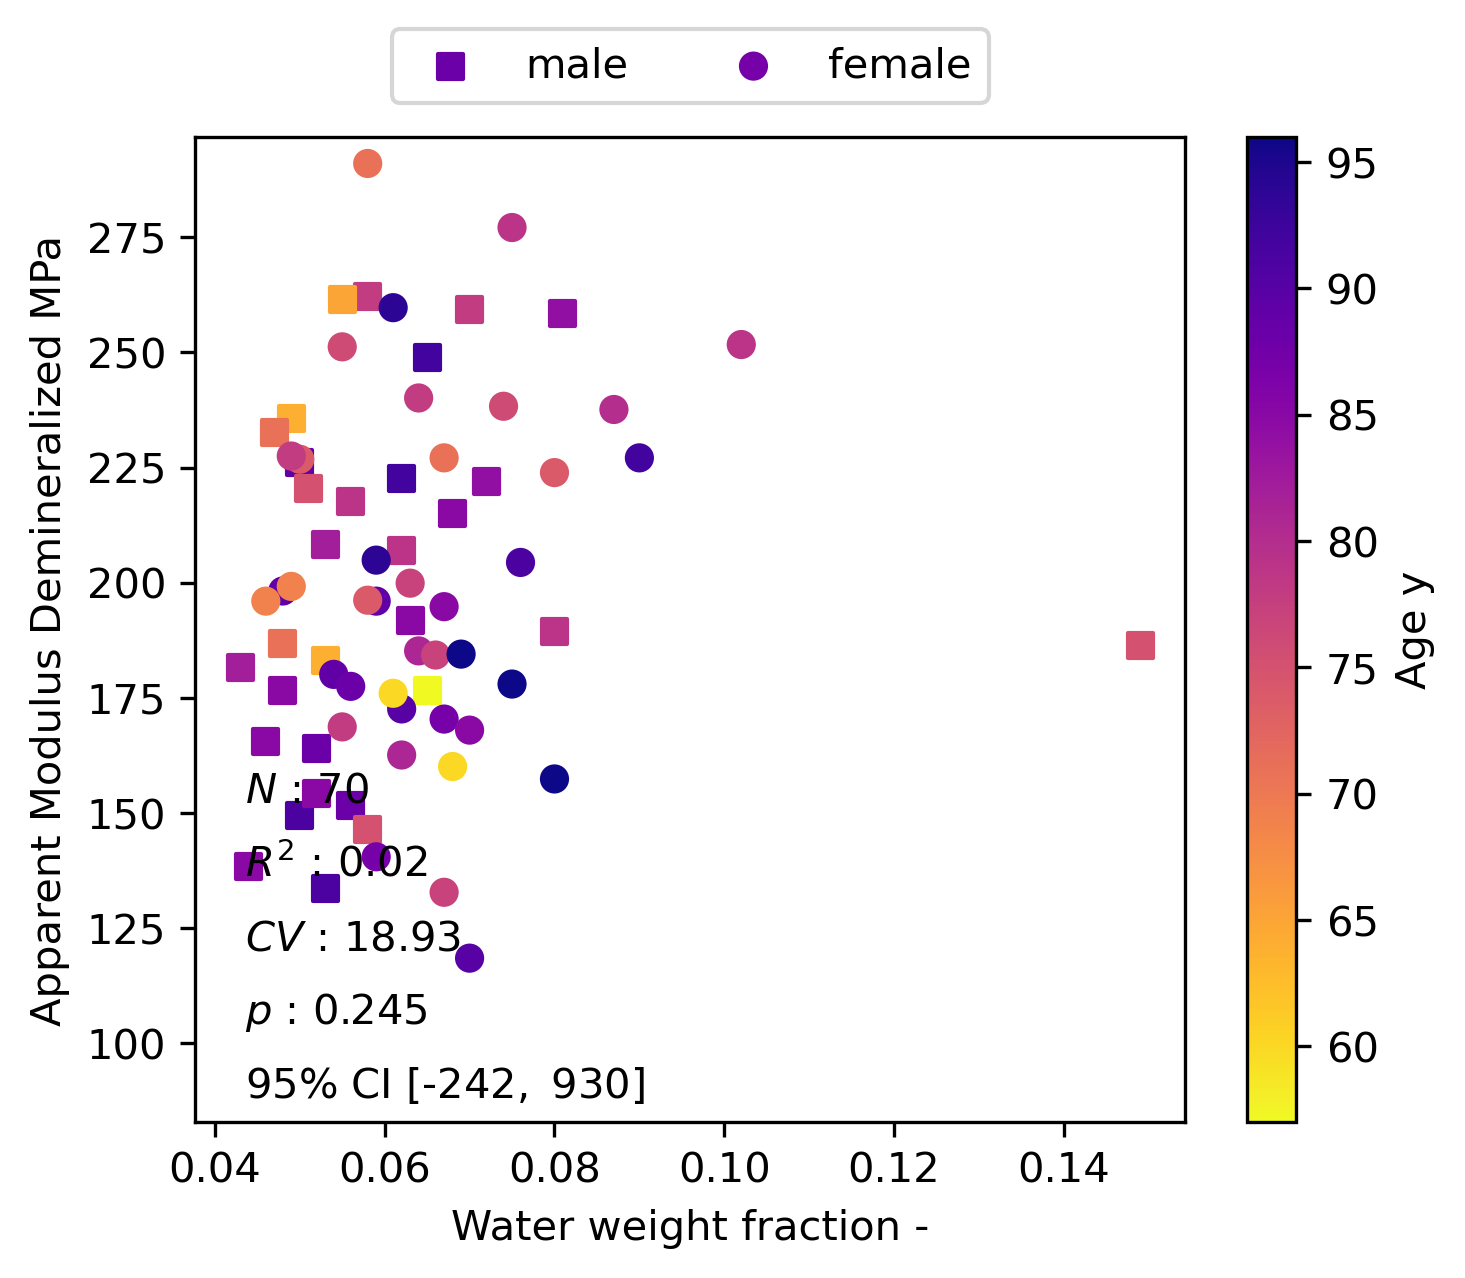 male female
275
250
225
200
175
150
125
100
Apparent Modulus Demineralized MPa
N : 70
R² : 0.02
CV : 18.93
p : 0.245
95% CI [-242, 930]
0.04 0.06 0.08 0.10 0.12 0.14
Water weight fraction -
95
90
85
80
75
70
65
60
Age y